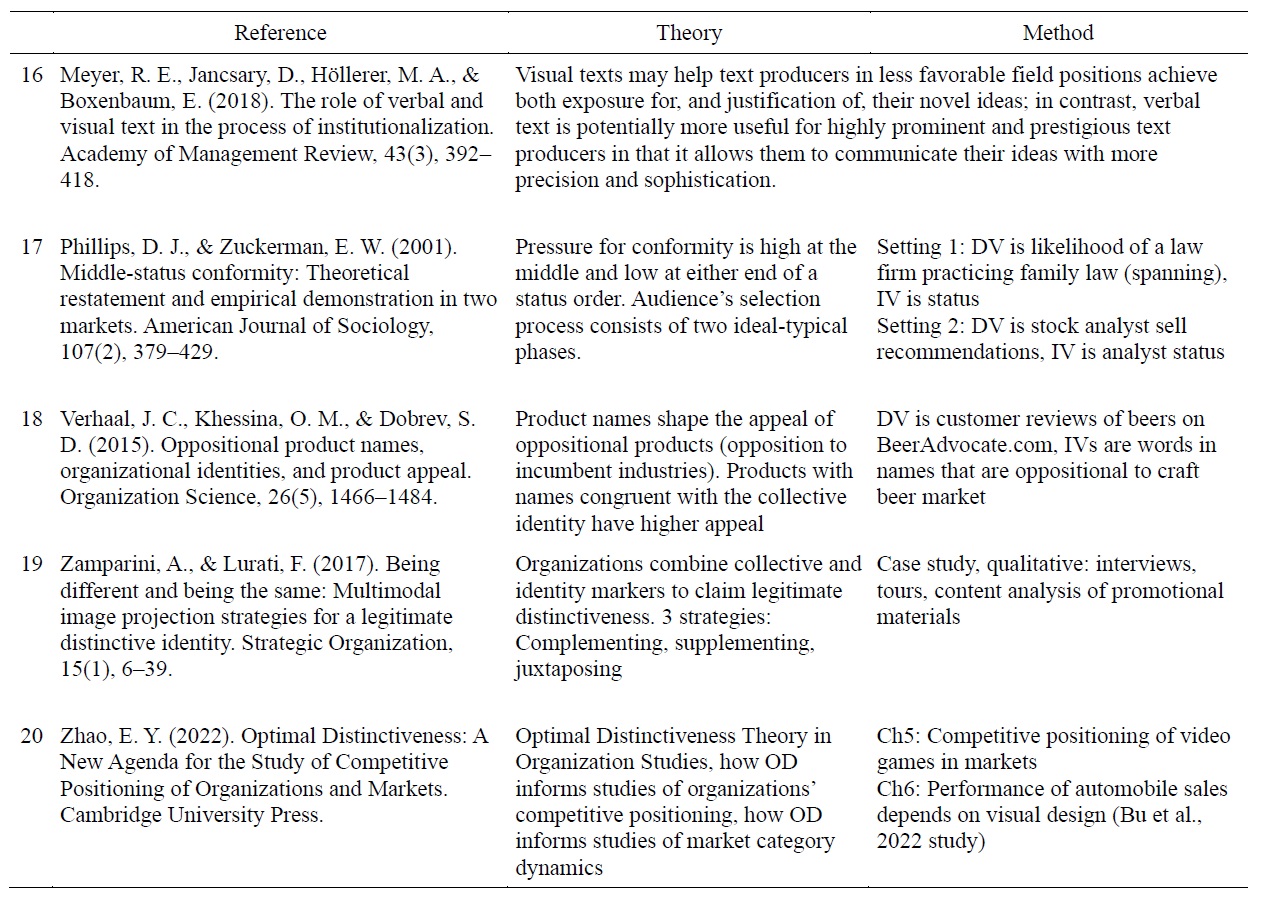 Reference Theory Method
16 Meyer, R. E., Jancsary, D., Höllerer, M. A., &
Boxenbaum, E. (2018). The role of verbal and
visual text in the process of institutionalization.
Academy of Management Review, 43(3), 392–
418.
Visual texts may help text producers in less favorable field positions achieve
both exposure for, and justification of, their novel ideas; in contrast, verbal
text is potentially more useful for highly prominent and prestigious text
producers in that it allows them to communicate their ideas with more
precision and sophistication.
17 Phillips, D. J., & Zuckerman, E. W. (2001).
Middle-status conformity: Theoretical
restatement and empirical demonstration in two
markets. American Journal of Sociology,
107(2), 379–429.
Pressure for conformity is high at the
middle and low at either end of a
status order. Audience’s selection
process consists of two ideal-typical
phases.
Setting 1: DV is likelihood of a law
firm practicing family law (spanning),
IV is status
Setting 2: DV is stock analyst sell
recommendations, IV is analyst status
18 Verhaal, J. C., Khessina, O. M., & Dobrev, S.
D. (2015). Oppositional product names,
organizational identities, and product appeal.
Organization Science, 26(5), 1466–1484.
Product names shape the appeal of
oppositional products (opposition to
incumbent industries). Products with
names congruent with the collective
identity have higher appeal
DV is customer reviews of beers on
BeerAdvocate.com, IVs are words in
names that are oppositional to craft
beer market
19 Zamparini, A., & Lurati, F. (2017). Being
different and being the same: Multimodal
image projection strategies for a legitimate
distinctive identity. Strategic Organization,
15(1), 6–39.
Organizations combine collective and
identity markers to claim legitimate
distinctiveness. 3 strategies:
Complementing, supplementing,
juxtaposing
Case study, qualitative: interviews,
tours, content analysis of promotional
materials
20 Zhao, E. Y. (2022). Optimal Distinctiveness: A
New Agenda for the Study of Competitive
Positioning of Organizations and Markets.
Cambridge University Press.
Optimal Distinctiveness Theory in
Organization Studies, how OD
informs studies of organizations’
competitive positioning, how OD
informs studies of market category
dynamics
Ch5: Competitive positioning of video
games in markets
Ch6: Performance of automobile sales
depends on visual design (Bu et al.,
2022 study)